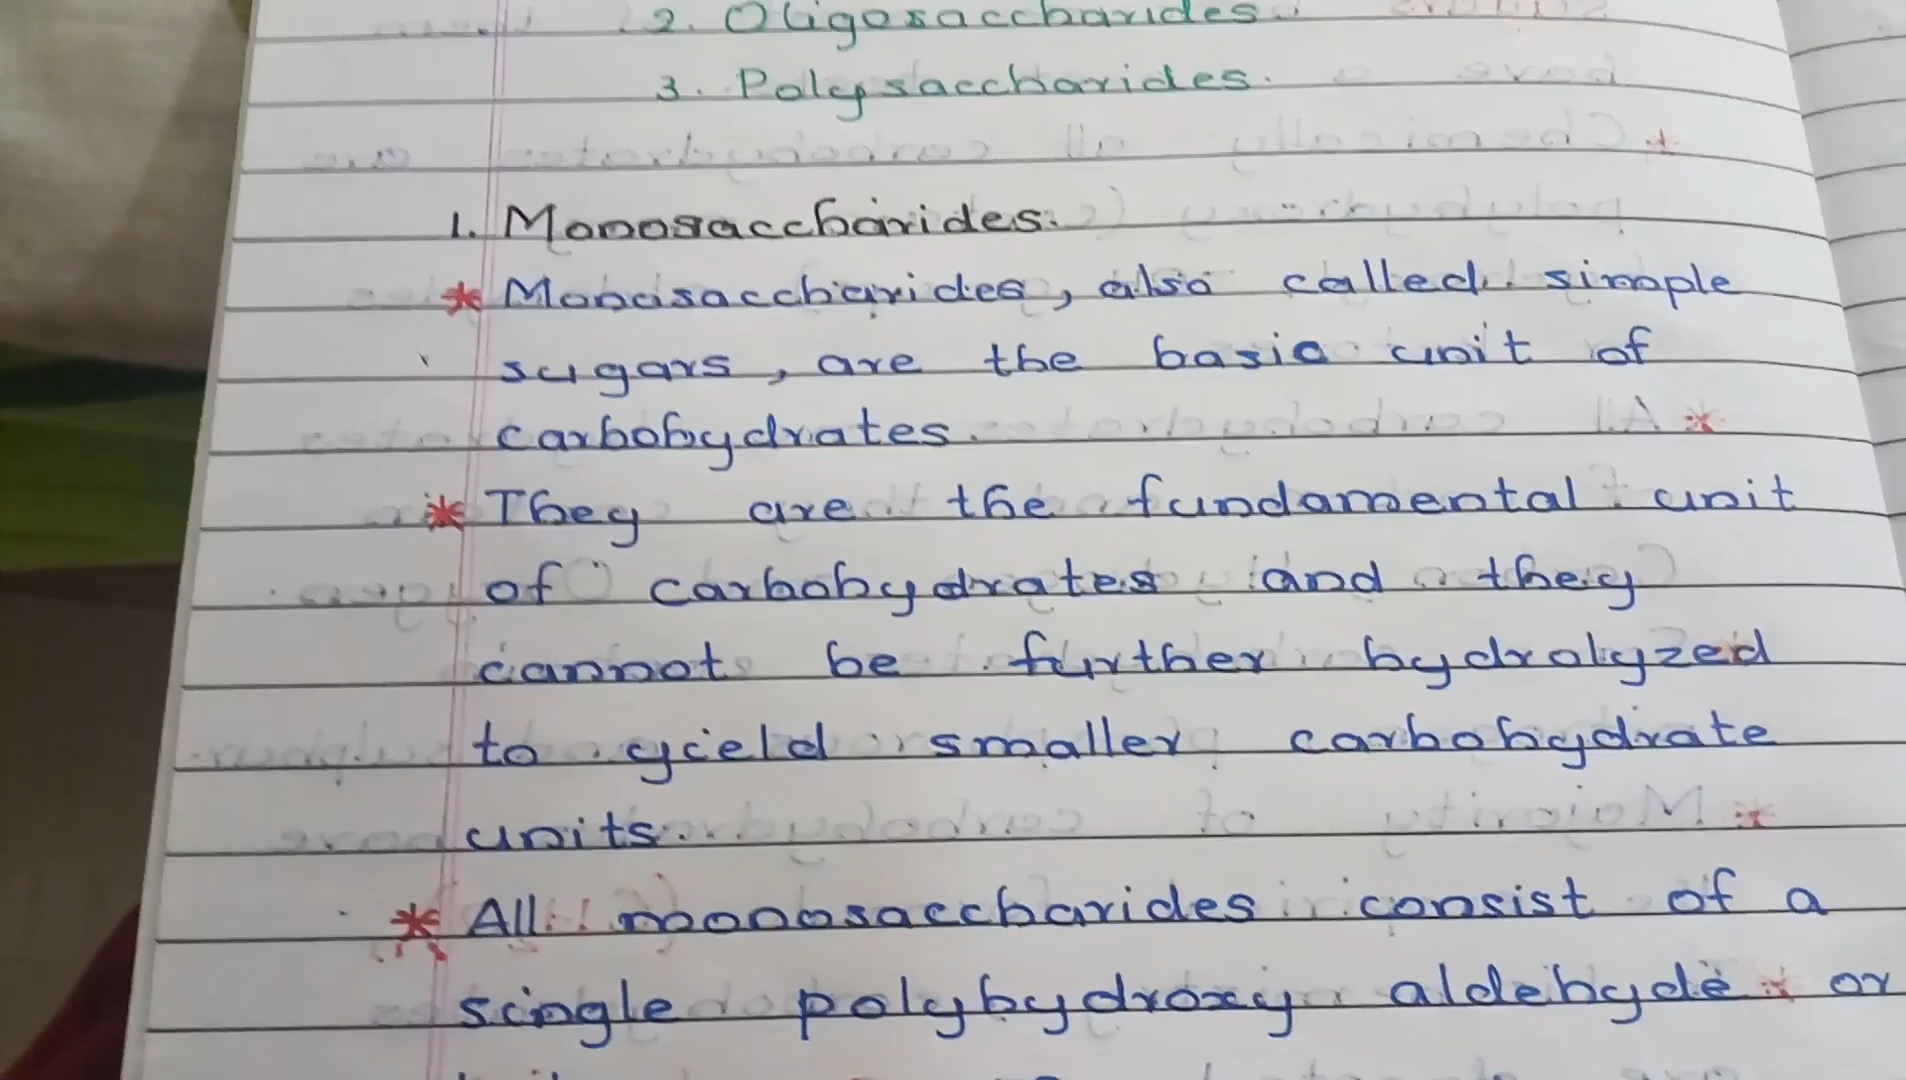 2. Oligosaccharides.
3. Polysaccharides.
1. Monosaccharides:
* Monosaccharides, also called simple
sugars, are the basic unit of
carbohydrates.
* They are the fundamental unit
of carbohydrates and they
cannot be further hydrolyzed
to yield smaller carbohydrate
units.
* All monosaccharides consist of a
single polyhydroxy aldehyde or